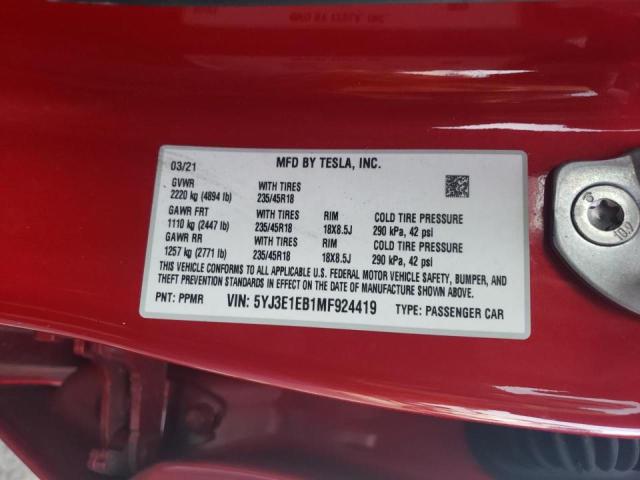 03/21 MFD BY TESLA, INC.
GVWR WITH TIRES
2220 kg (4894 lb) 235/45R18
GAWR FRT WITH TIRES RIM COLD TIRE PRESSURE
1110 kg (2447 lb) 235/45R18 18X8.5J 290 kPa, 42 psi
GAWR RR WITH TIRES RIM COLD TIRE PRESSURE
1257 kg (2771 lb) 235/45R18 18X8.5J 290 kPa, 42 psi
THIS VEHICLE CONFORMS TO ALL APPLICABLE U.S. FEDERAL MOTOR VEHICLE SAFETY, BUMPER, AND
THEFT PREVENTION STANDARDS IN EFFECT ON THE DATE OF MANUFACTURE SHOWN ABOVE.
PNT: PPMR VIN: 5YJ3E1EB1MF924419 TYPE: PASSENGER CAR
10.9